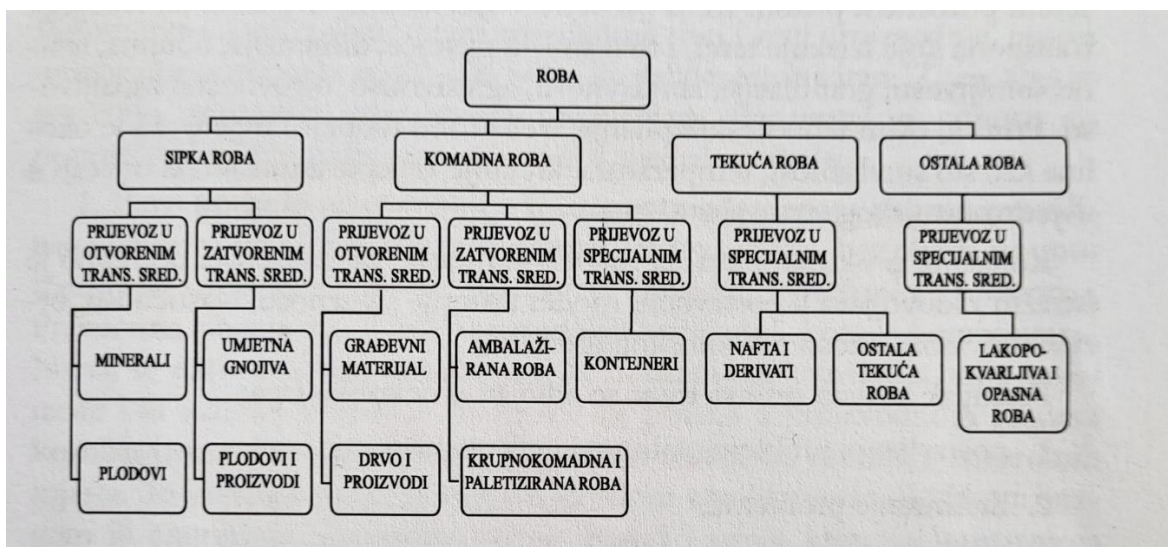 ROBA
SIPKA ROBA
KOMADNA ROBA
TEKUĆA ROBA
OSTALA ROBA
PRIJEVOZ U
OTVORENIM
TRANS. SRED.
PRIJEVOZ U
ZATVORENIM
TRANS. SRED.
PRIJEVOZ U
OTVORENIM
TRANS. SRED.
PRIJEVOZ U
ZATVORENIM
TRANS. SRED.
PRIJEVOZ U
SPECIJALNIM
TRANS. SRED.
PRIJEVOZ U
SPECIJALNIM
TRANS. SRED.
PRIJEVOZ U
SPECIJALNIM
TRANS. SRED.
MINERALI
UMJETNA
GNOJIVA
GRAĐEVNI
MATERIJAL
AMBALAŽI-
RANA ROBA
KONTEJNERI
NAFTA I
DERIVATI
OSTALA
TEKUĆA
ROBA
LAKOPO-
KVARLJIVA I
OPASNA
ROBA
PLODOVI
PLODOVI I
PROIZVODI
DRVO I
PROIZVODI
KRUPNOKOMADNA I
PALETIZIRANA ROBA